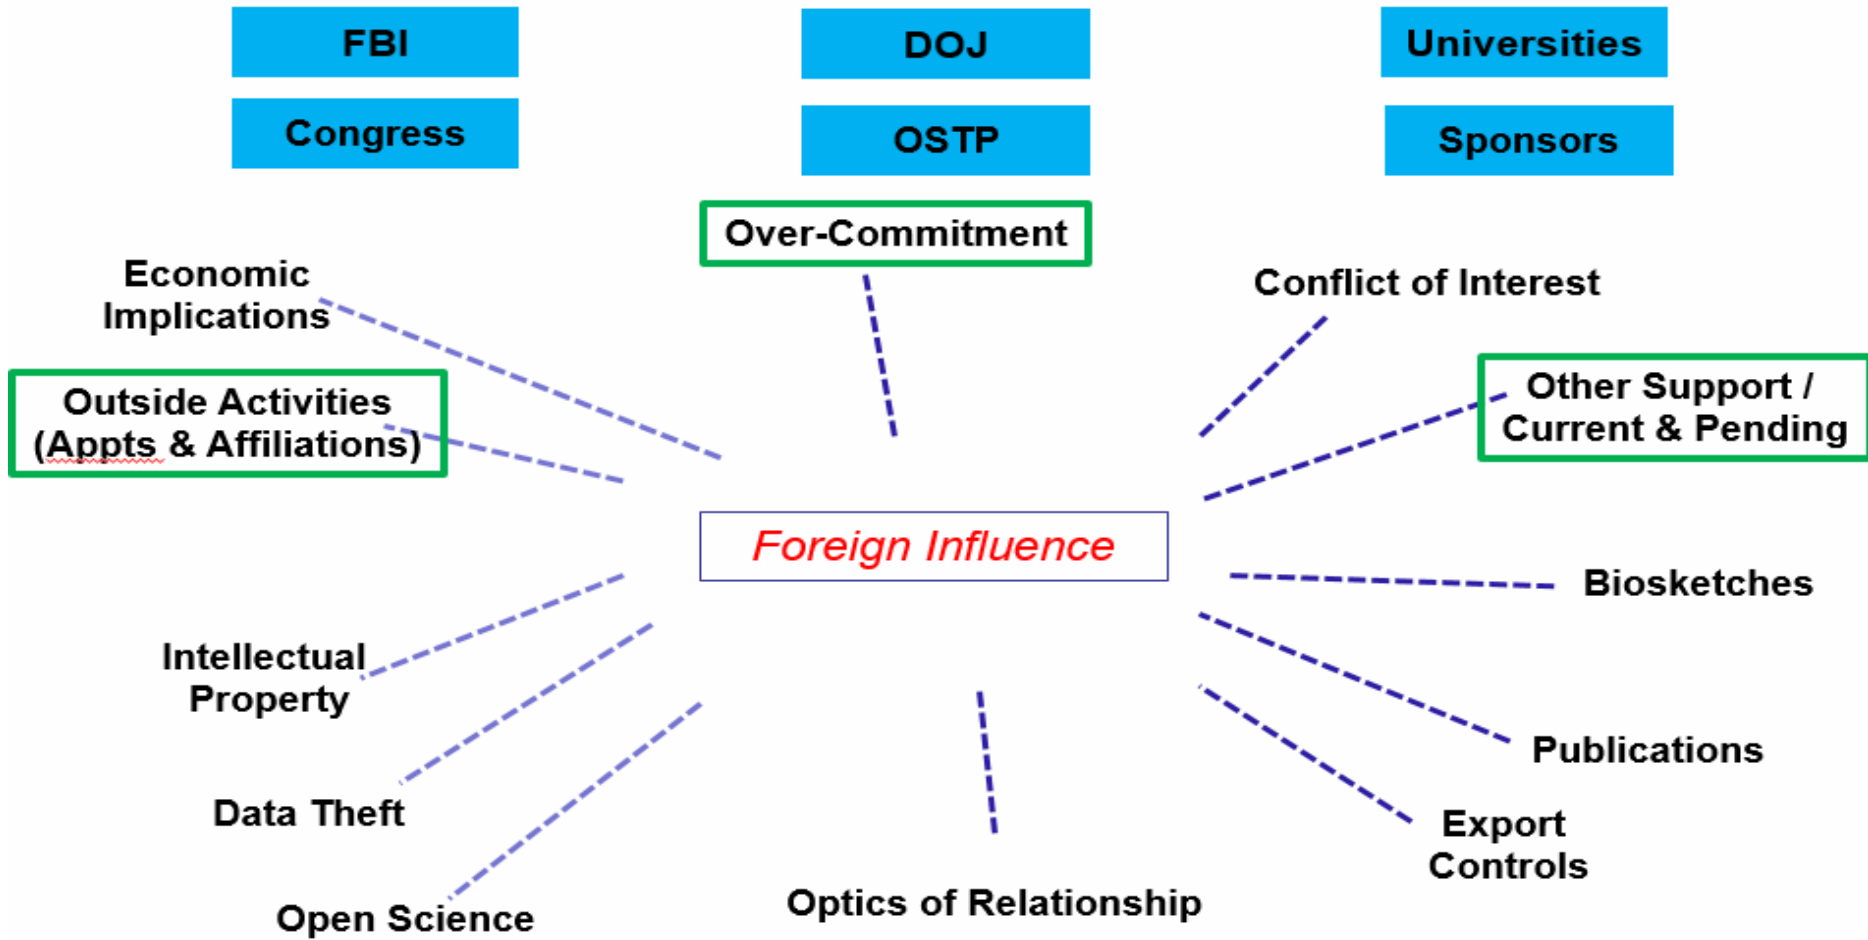 FBI
DOJ
Universities
Congress
OSTP
Sponsors
Over-Commitment
Economic
Implications
Conflict of Interest
Outside Activities
(Appts & Affiliations)
Other Support /
Current & Pending
Foreign Influence
Biosketches
Intellectual
Property
Publications
Data Theft
Export
Controls
Open Science
Optics of Relationship